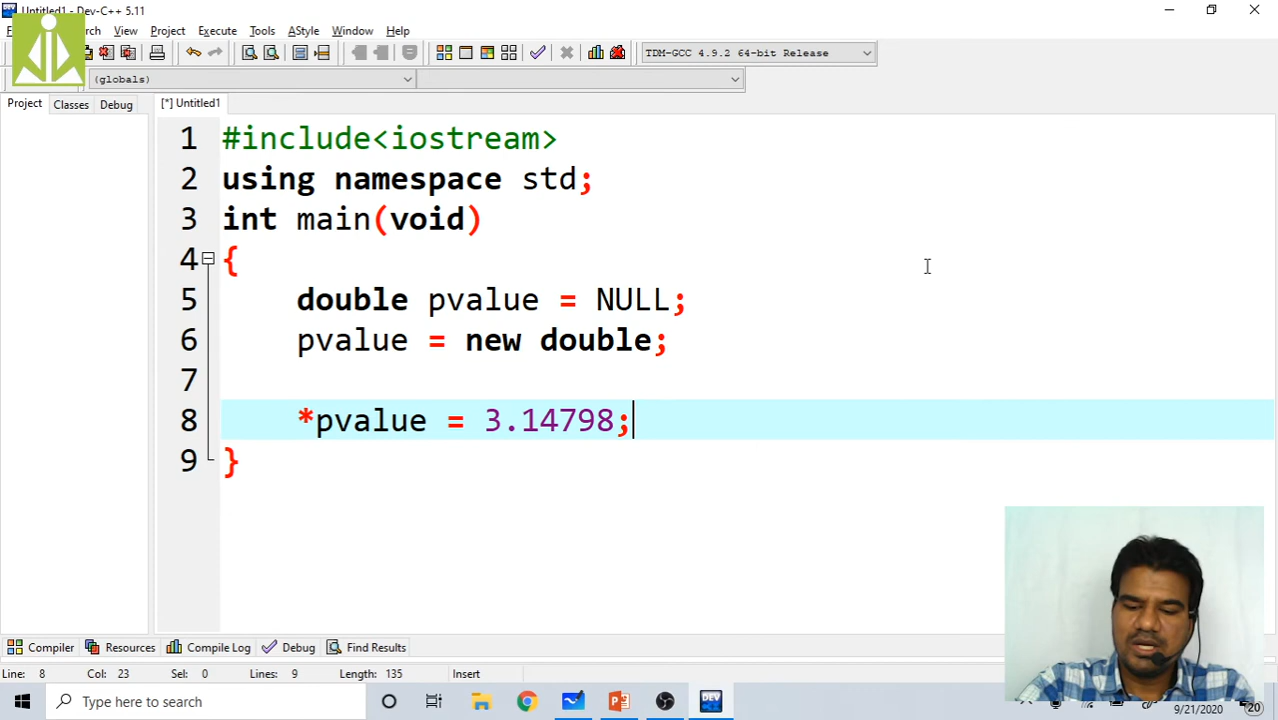 Untitled1 - Dev-C++ 5.11
View Project Execute Tools AStyle Window Help
TDM-GCC 4.9.2 64-bit Release
(globals)
Project Classes Debug [*] Untitled1
1 #include<iostream>
2 using namespace std;
3 int main(void)
4 {
5 double pvalue = NULL;
6 pvalue = new double;
7
8 *pvalue = 3.14798;
9 }
Compiler Resources Compile Log Debug Find Results
Line: 8 Col: 23 Sel: 0 Lines: 9 Length: 135 Insert
Type here to search DEV
9/21/2020 20